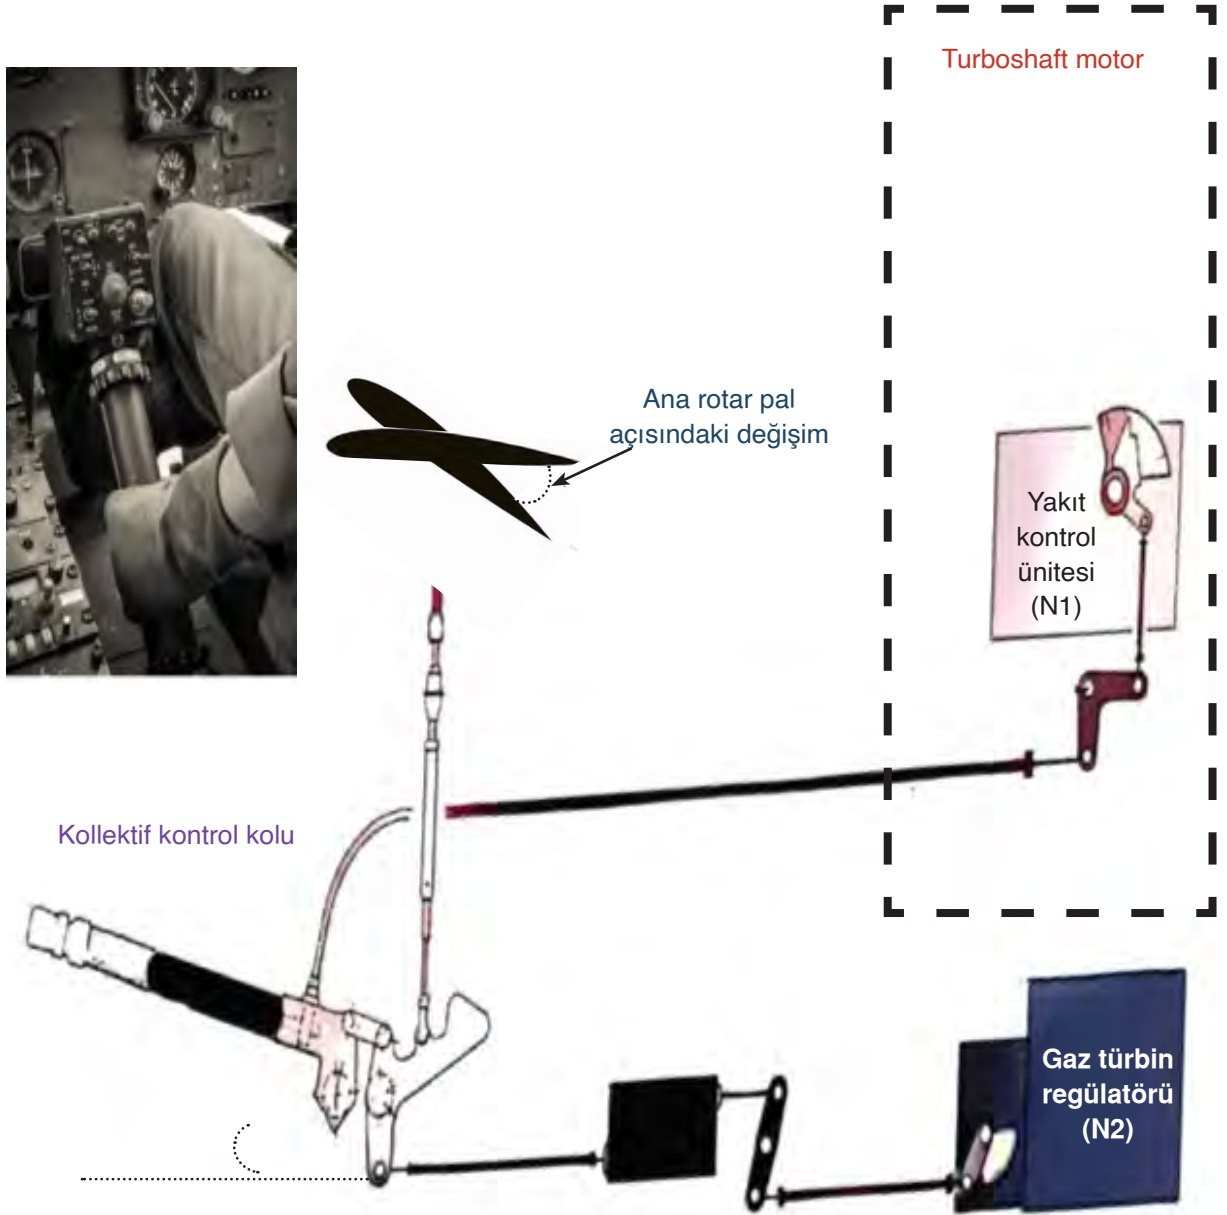 Turboshaft motor
Ana rotar pal
açısındaki değişim
Yakıt
kontrol
ünitesi
(N1)
Kollektif kontrol kolu
Gaz türbin
regülatörü
(N2)